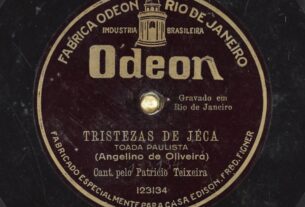 FABRICA ODEON RIO DE JANEIRO
INDUSTRIA BRASILEIRA
Odeon
Gravado em
Rio de Janeiro
TRISTEZAS DE JÉCA
TOADA PAULISTA
(Angelino de Oliveira)
Cant. pelo Patricio Teixeira
123134
FABRICADO ESPECIALMENTE PARA CASA EDISON, FRED. FIGNER